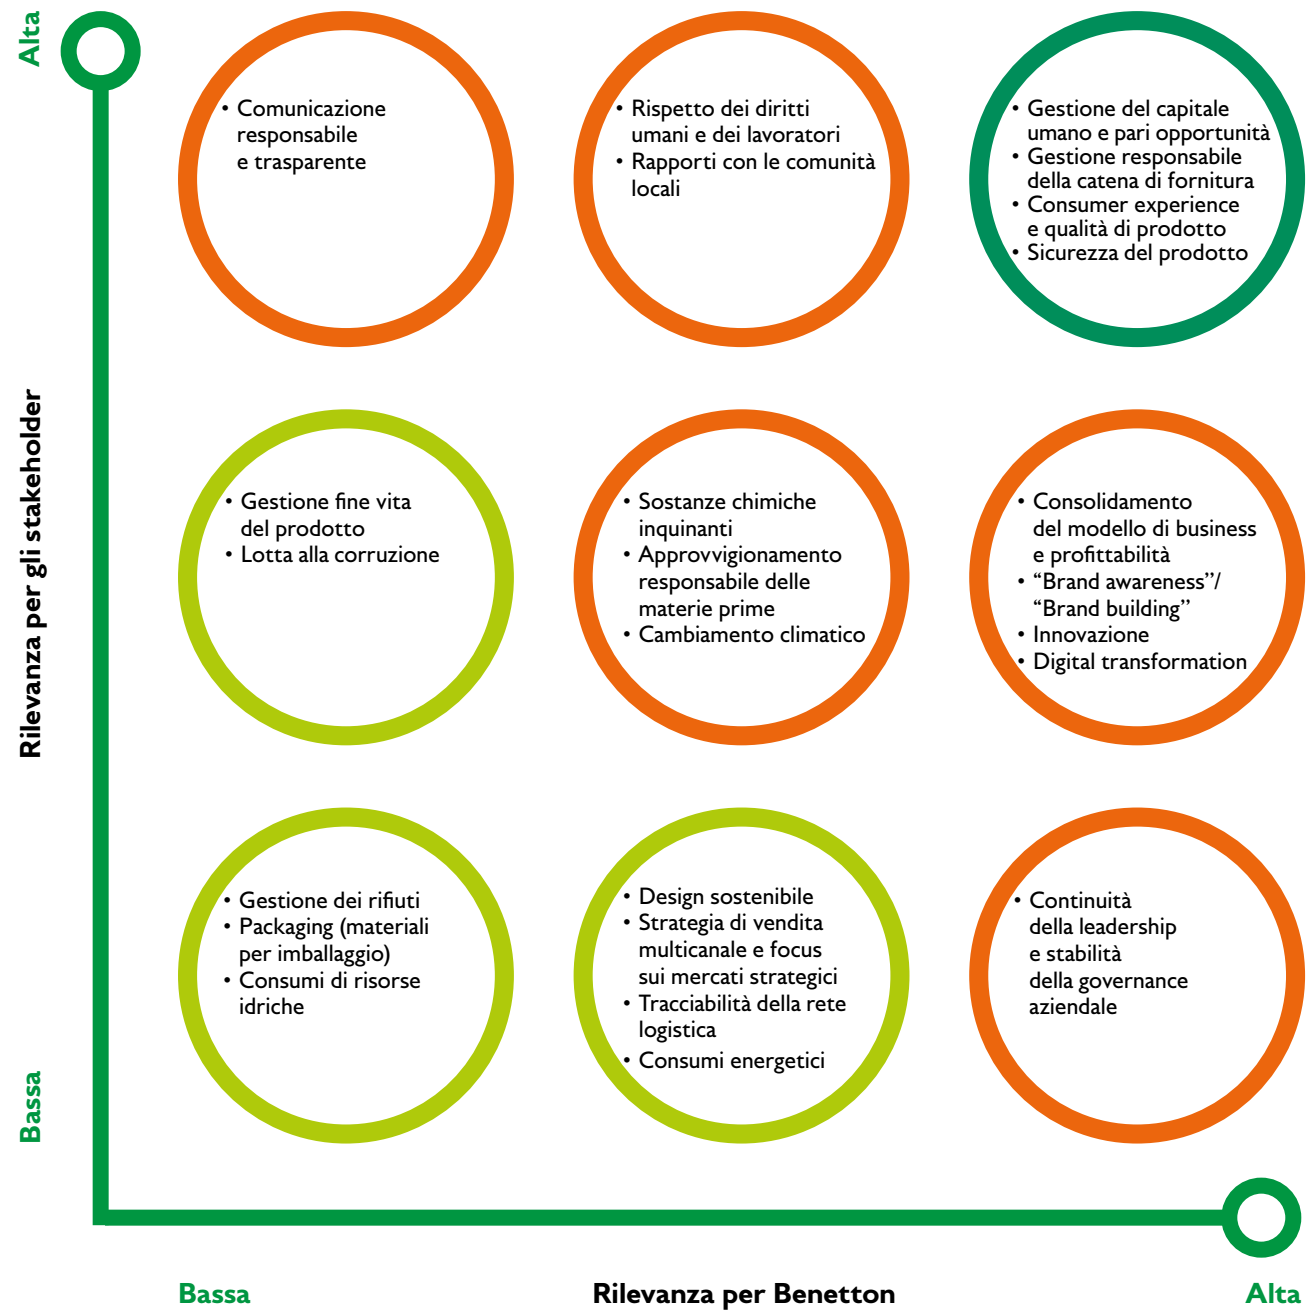 Alta
• Comunicazione
responsabile
e trasparente
• Rispetto dei diritti
umani e dei lavoratori
• Rapporti con le comunità
locali
• Gestione del capitale
umano e pari opportunità
• Gestione responsabile
della catena di fornitura
• Consumer experience
e qualità di prodotto
• Sicurezza del prodotto
Rilevanza per gli stakeholder
• Gestione fine vita
del prodotto
• Lotta alla corruzione
• Sostanze chimiche
inquinanti
• Approvvigionamento
responsabile delle
materie prime
• Cambiamento climatico
• Consolidamento
del modello di business
e profittabilità
• “Brand awareness”/
“Brand building”
• Innovazione
• Digital transformation
• Gestione dei rifiuti
• Packaging (materiali
per imballaggio)
• Consumi di risorse
idriche
• Design sostenibile
• Strategia di vendita
multicanale e focus
sui mercati strategici
• Tracciabilità della rete
logistica
• Consumi energetici
• Continuità
della leadership
e stabilità
della governance
aziendale
Bassa
Bassa
Rilevanza per Benetton
Alta